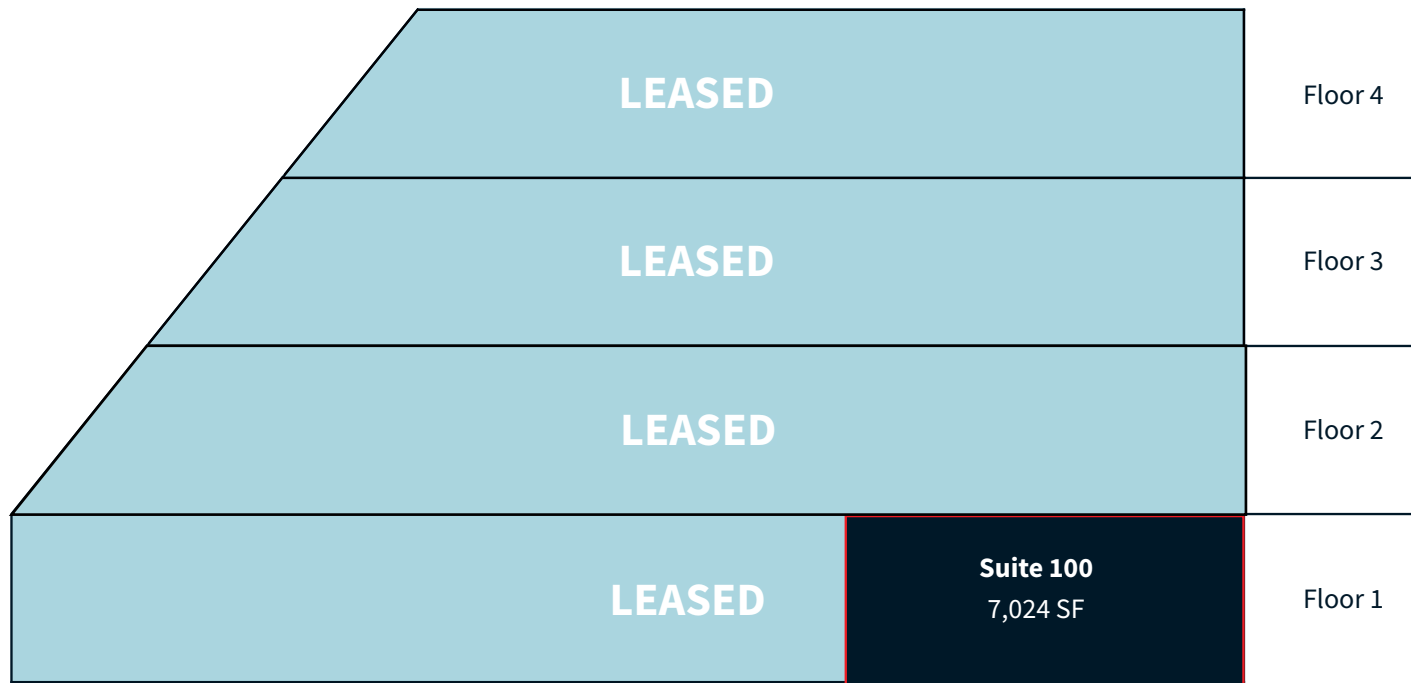 LEASED
Floor 4
LEASED
Floor 3
LEASED
Floor 2
LEASED
Suite 100
7,024 SF
Floor 1